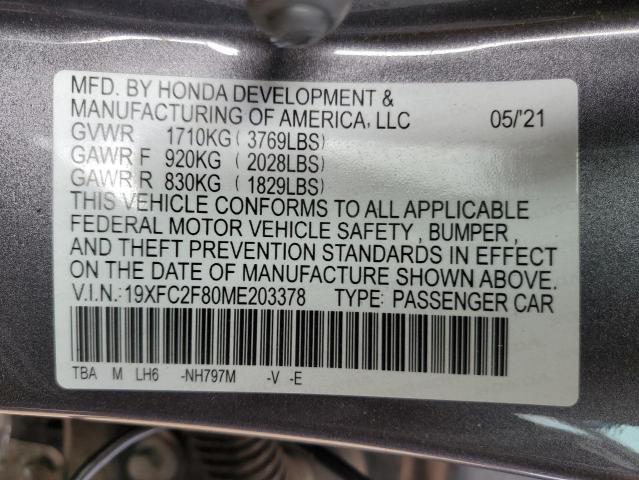 MFD. BY HONDA DEVELOPMENT &
MANUFACTURING OF AMERICA, LLC 05/'21
GVWR 1710KG (3769LBS)
GAWR F 920KG (2028LBS)
GAWR R 830KG (1829LBS)
THIS VEHICLE CONFORMS TO ALL APPLICABLE
FEDERAL MOTOR VEHICLE SAFETY , BUMPER ,
AND THEFT PREVENTION STANDARDS IN EFFECT
ON THE DATE OF MANUFACTURE SHOWN ABOVE.
V.I.N.:19XFC2F80ME203378 TYPE: PASSENGER CAR
TBA M LH6 -NH797M -V -E